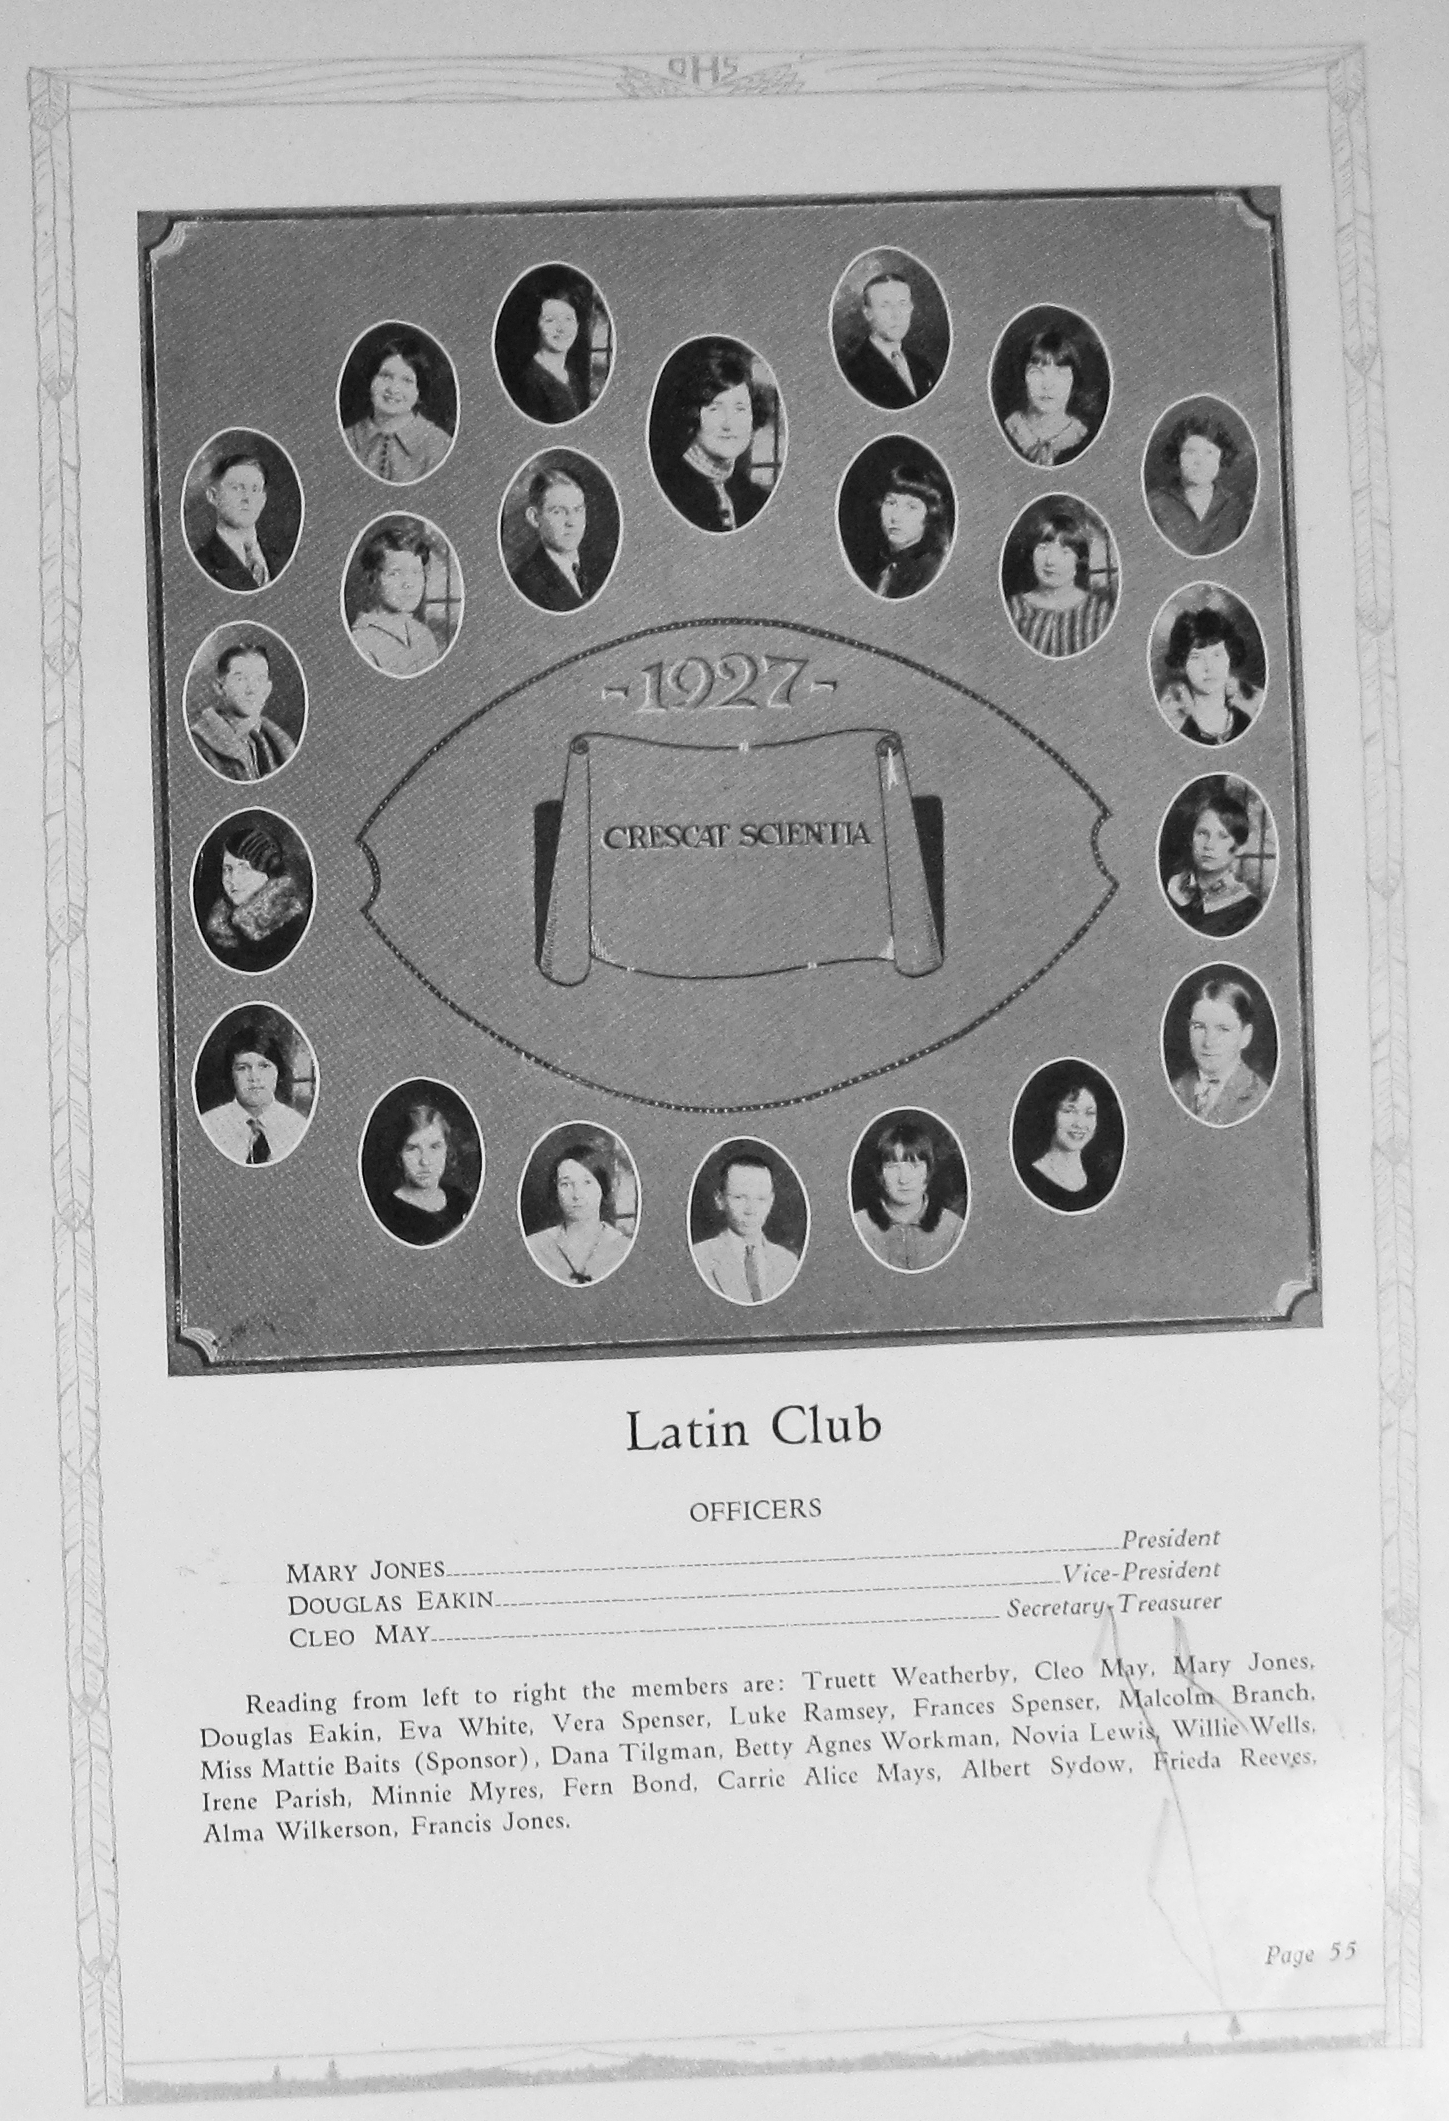 OHS
-1927-
CRESCAT SCIENTIA
Latin Club
OFFICERS
MARY JONES President
DOUGLAS EAKIN Vice-President
CLEO MAY Secretary-Treasurer
Reading from left to right the members are: Truett Weatherby, Cleo May, Mary Jones,
Douglas Eakin, Eva White, Vera Spenser, Luke Ramsey, Frances Spenser, Malcolm Branch,
Miss Mattie Baits (Sponsor), Dana Tilgman, Betty Agnes Workman, Novia Lewis, Willie Wells,
Irene Parish, Minnie Myres, Fern Bond, Carrie Alice Mays, Albert Sydow, Frieda Reeves,
Alma Wilkerson, Francis Jones.
Page 55